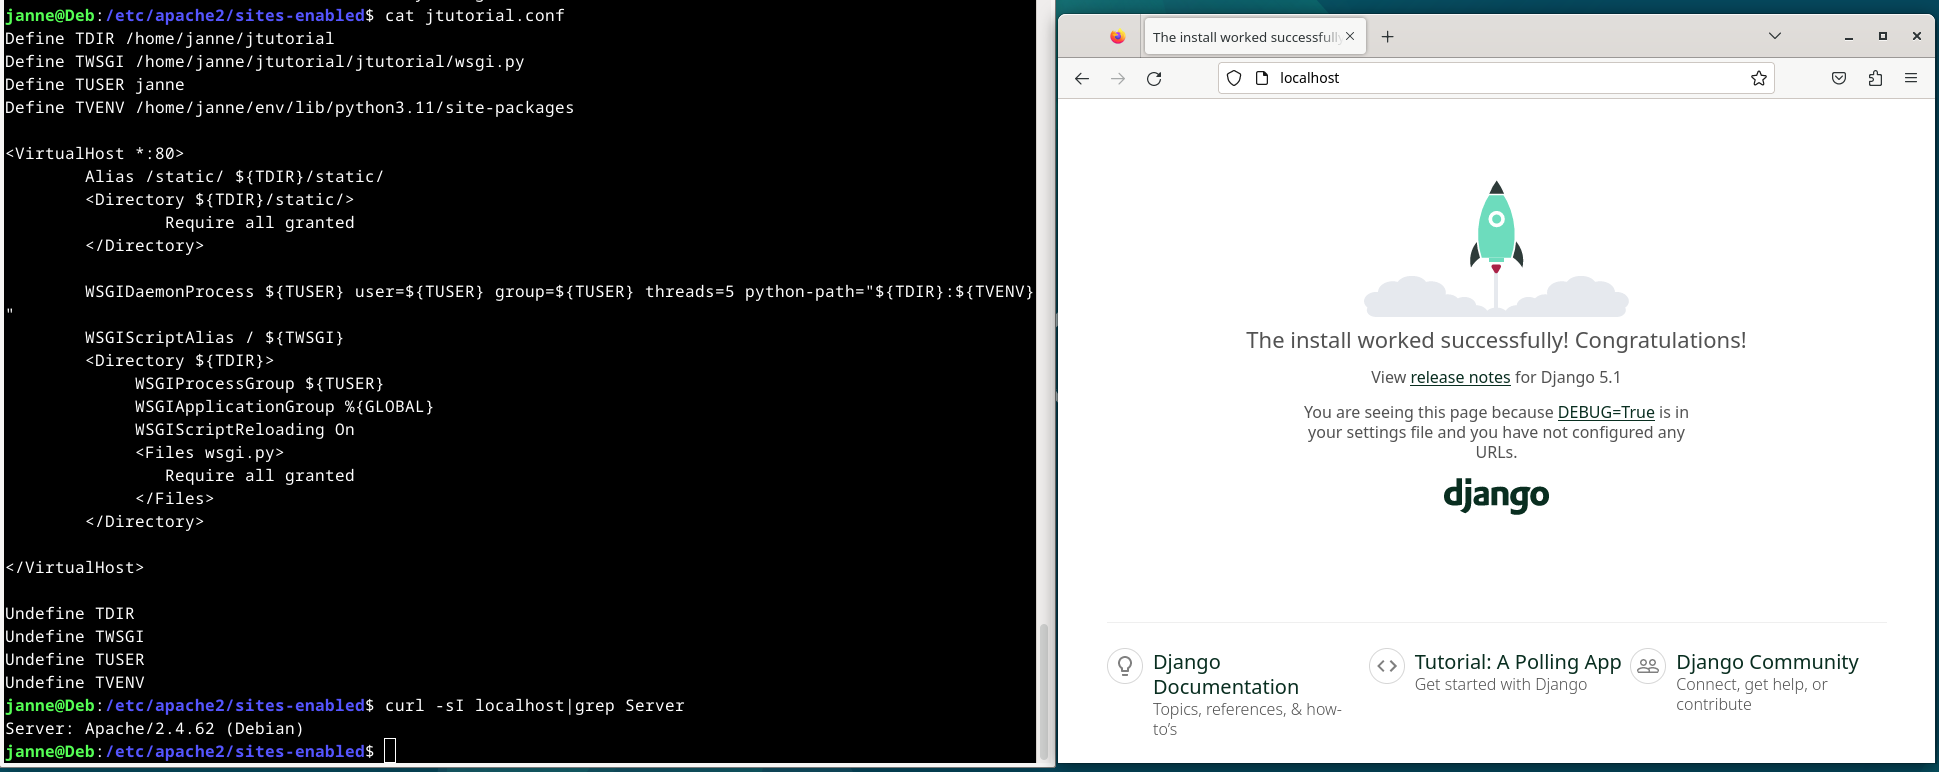 janne@Deb:/etc/apache2/sites-enabled$ cat jtutorial.conf
Define TDIR /home/janne/jtutorial
Define TWSGI /home/janne/jtutorial/jtutorial/wsgi.py
Define TUSER janne
Define TVENV /home/janne/env/lib/python3.11/site-packages
<VirtualHost *:80>
Alias /static/ ${TDIR}/static/
<Directory ${TDIR}/static/>
Require all granted
</Directory>
WSGIDaemonProcess ${TUSER} user=${TUSER} group=${TUSER} threads=5 python-path="${TDIR}:${TVENV}
"
WSGIScriptAlias / ${TWSGI}
<Directory ${TDIR}>
WSGIProcessGroup ${TUSER}
WSGIApplicationGroup %{GLOBAL}
WSGIScriptReloading On
<Files wsgi.py>
Require all granted
</Files>
</Directory>
</VirtualHost>
Undefine TDIR
Undefine TWSGI
Undefine TUSER
Undefine TVENV
janne@Deb:/etc/apache2/sites-enabled$ curl -sI localhost|grep Server
Server: Apache/2.4.62 (Debian)
janne@Deb:/etc/apache2/sites-enabled$
The install worked successfully
localhost
The install worked successfully! Congratulations!
View release notes for Django 5.1
You are seeing this page because DEBUG=True is in
your settings file and you have not configured any
URLs.
django
Django
Documentation
Topics, references, & how-
to's
Tutorial: A Polling App
Get started with Django
Django Community
Connect, get help, or
contribute